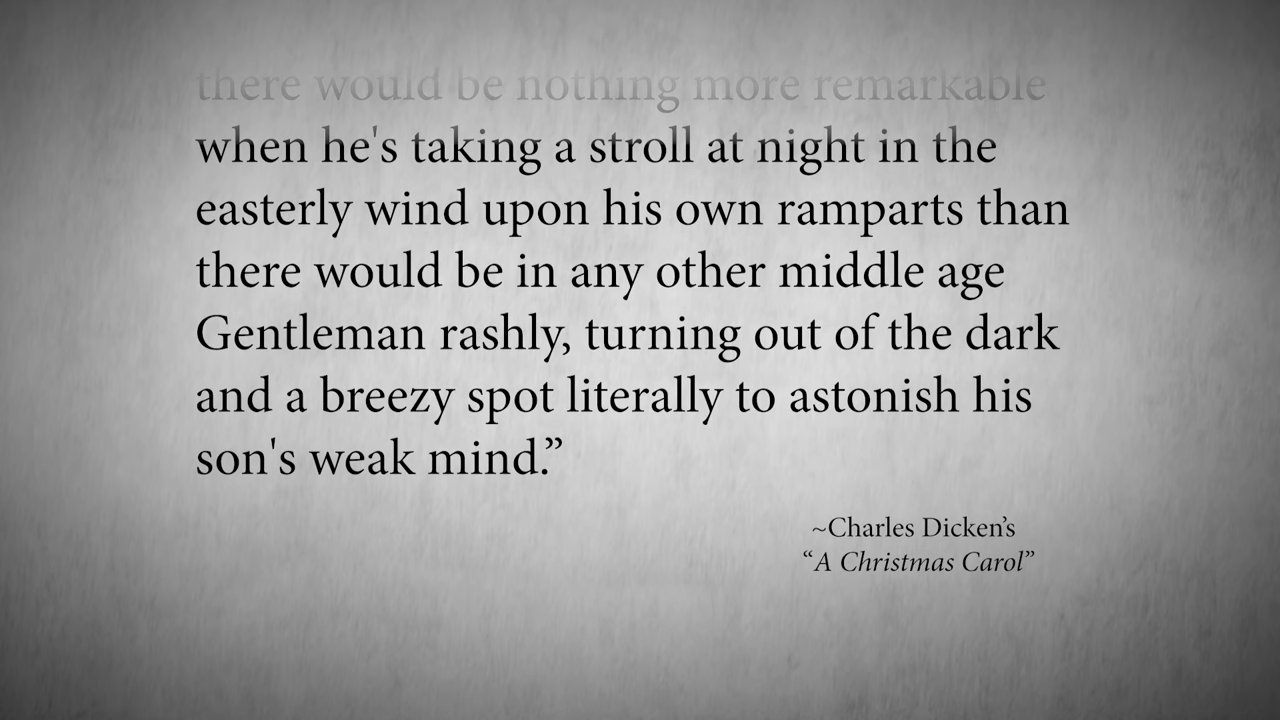 there would be nothing more remarkable
when he's taking a stroll at night in the
easterly wind upon his own ramparts than
there would be in any other middle age
Gentleman rashly, turning out of the dark
and a breezy spot literally to astonish his
son's weak mind.”
~Charles Dicken’s
“A Christmas Carol”